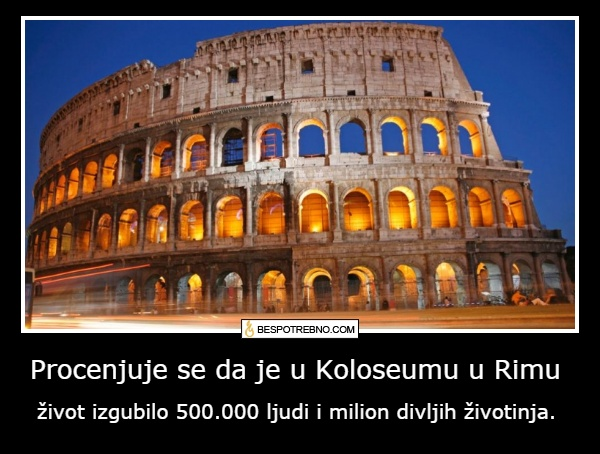 BESPOTREBNO.COM
Procenjuje se da je u Koloseumu u Rimu
život izgubilo 500.000 ljudi i milion divljih životinja.